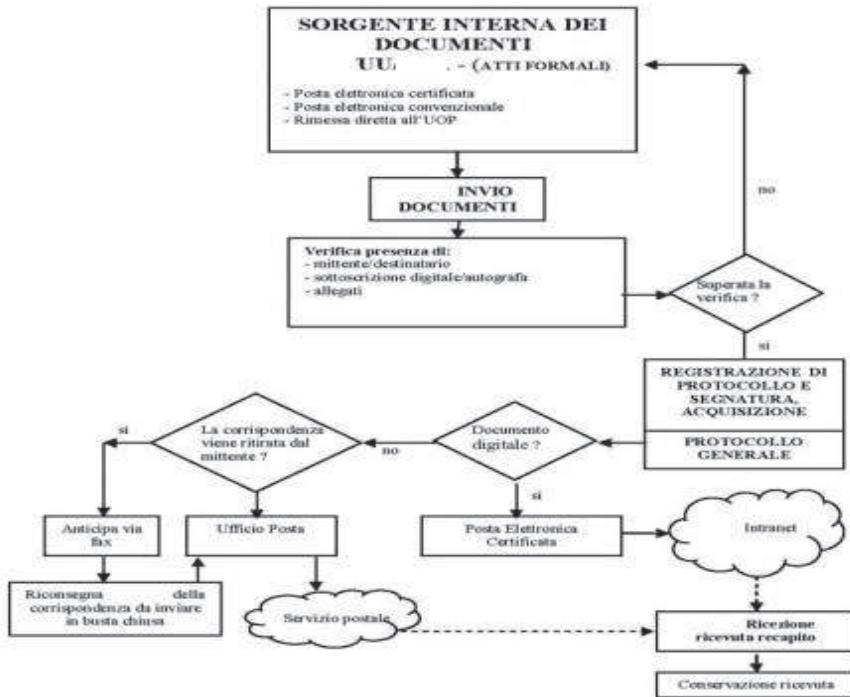 SORGENTE INTERNA DEI
DOCUMENTI
UU. . - (ATTI FORMALI)
- Posta elettronica certificata
- Posta elettronica convenzionale
- Rimessa diretta all'UOP
INVIO
DOCUMENTI
no
Verifica presenza di:
- mittente/destinatario
- sottoscrizione digitale/autografa
- allegati
Superata la
verifica ?
si
REGISTRAZIONE DI
PROTOCOLLO E
SEGNATURA,
ACQUISIZIONE
PROTOCOLLO
GENERALE
si
La corrispondenza
viene ritirata dal
mittente ?
no
Documento
digitale ?
si
Anticipa via
fax
Ufficio Posta
Posta Elettronica
Certificata
Intranet
Riconsegna della
corrispondenza da inviare
in busta chiusa
Servizio postale
Ricezione
ricevuta recapito
Conservazione ricevuta